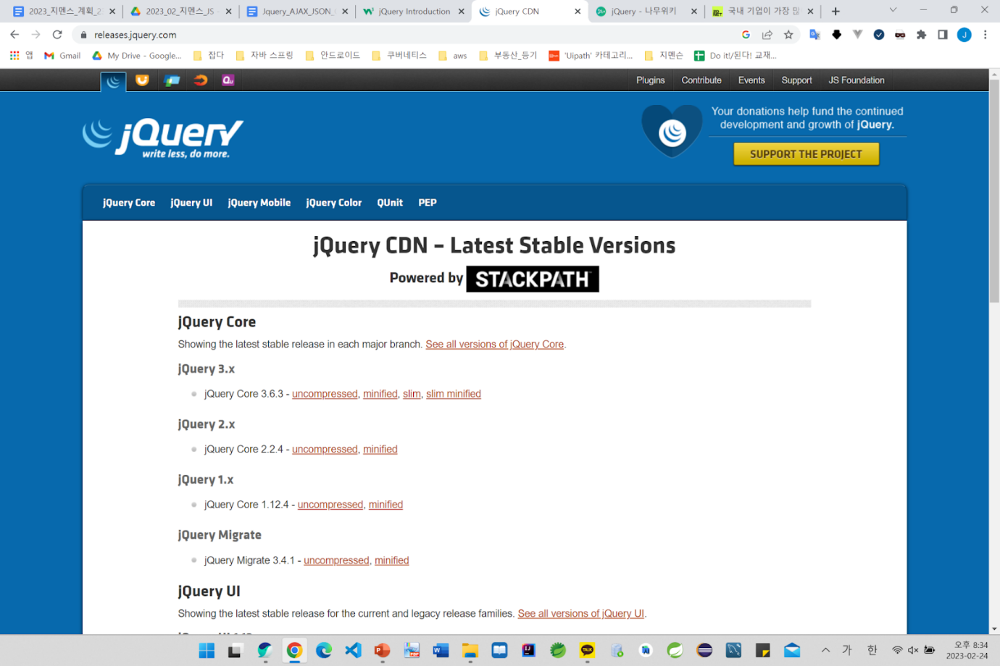 2023_지멘스_계획_2
2023_02_지멘스_JS -
Jquery_AJAX_JSON_
jQuery Introduction
jQuery CDN
jQuery - 나무위키
국내 기업이 가장 많
releases.jquery.com
앱
Gmail
My Drive - Google...
잡다
자바 스프링
안드로이드
쿠버네티스
aws
부동산_등기
'Uipath' 카테고리...
지멘슨
Do it!/된다! 교재...
Plugins
Contribute
Events
Support
JS Foundation
jQuery
write less, do more.
Your donations help fund the continued
development and growth of jQuery.
SUPPORT THE PROJECT
jQuery Core
jQuery UI
jQuery Mobile
jQuery Color
QUnit
PEP
jQuery CDN – Latest Stable Versions
Powered by STACKPATH
jQuery Core
Showing the latest stable release in each major branch. See all versions of jQuery Core.
jQuery 3.x
jQuery Core 3.6.3 - uncompressed, minified, slim, slim minified
jQuery 2.x
jQuery Core 2.2.4 - uncompressed, minified
jQuery 1.x
jQuery Core 1.12.4 - uncompressed, minified
jQuery Migrate
jQuery Migrate 3.4.1 - uncompressed, minified
jQuery UI
Showing the latest stable release for the current and legacy release families. See all versions of jQuery UI.
가
한
오후 8:34
2023-02-24